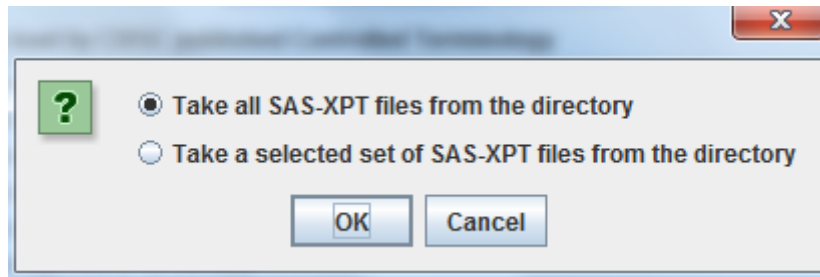 Take all SAS-XPT files from the directory
Take a selected set of SAS-XPT files from the directory
OK
Cancel